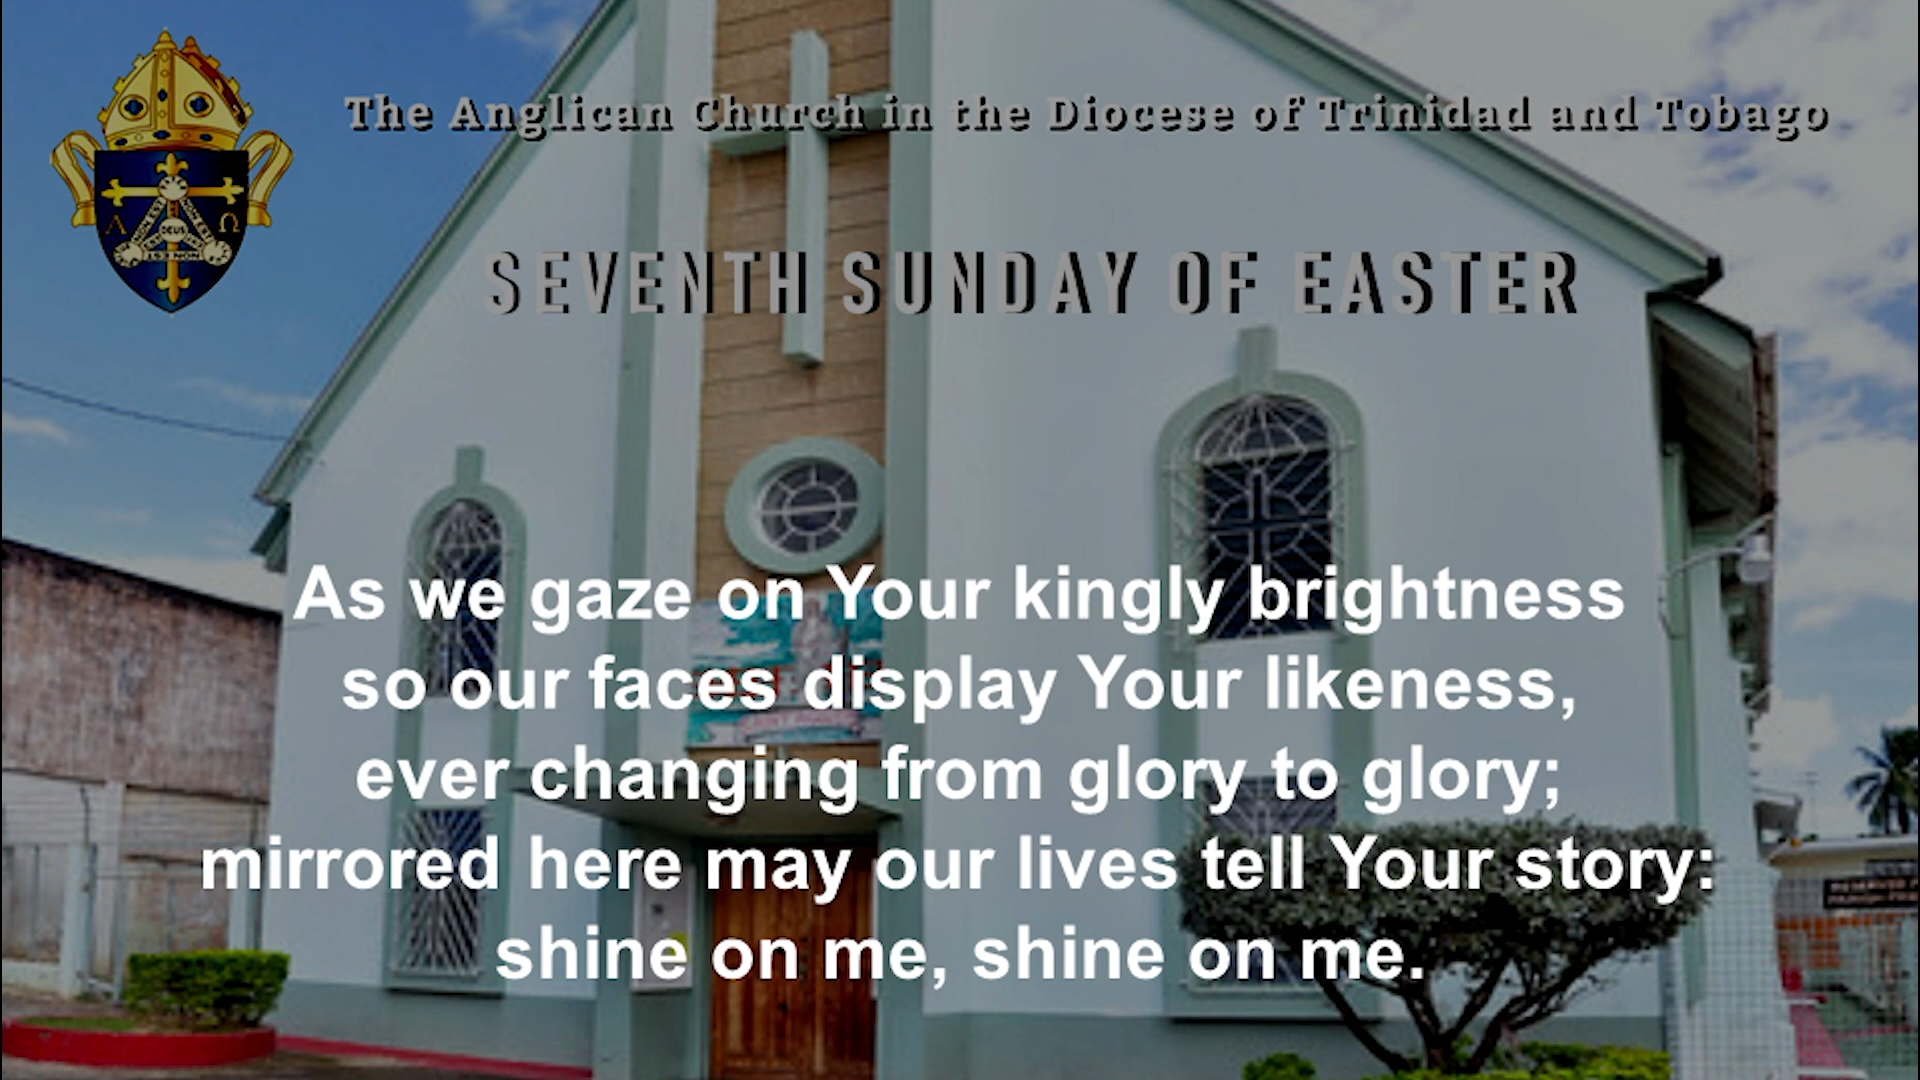 The Anglican Church in the Diocese of Trinidad and Tobago
SEVENTH SUNDAY OF EASTER
As we gaze on Your kingly brightness
so our faces display Your likeness,
ever changing from glory to glory;
mirrored here may our lives tell Your story:
shine on me, shine on me.